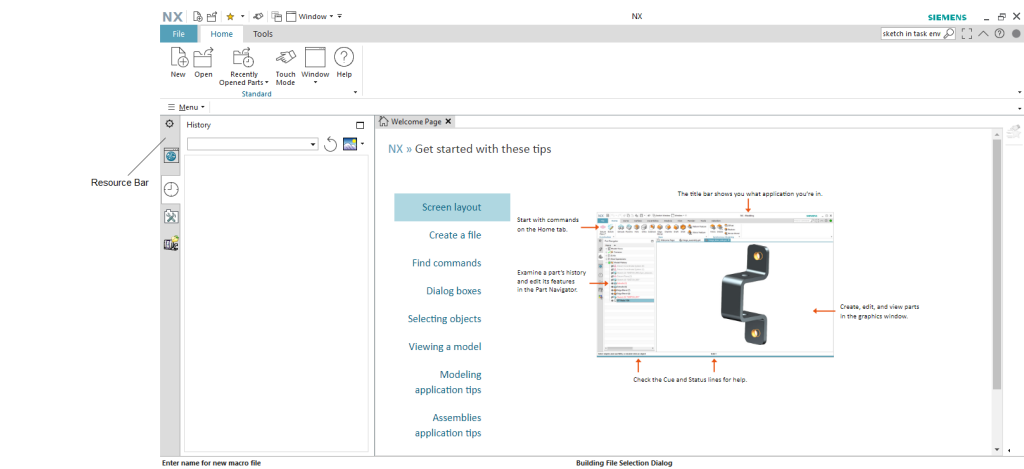 NX
Window
NX
SIEMENS
File
Home
Tools
sketch in task env
New
Open
Recently
Opened Parts
Touch
Mode
Window
Help
Standard
Menu
History
Welcome Page
Resource Bar
NX » Get started with these tips
Screen layout
Create a file
Find commands
Dialog boxes
Selecting objects
Viewing a model
Modeling
application tips
Assemblies
application tips
The title bar shows you what application you're in.
Start with commands
on the Home tab.
Examine a part's history
and edit its features
in the Part Navigator.
Create, edit, and view parts
in the graphics window.
Check the Cue and Status lines for help.
Enter name for new macro file
Building File Selection Dialog